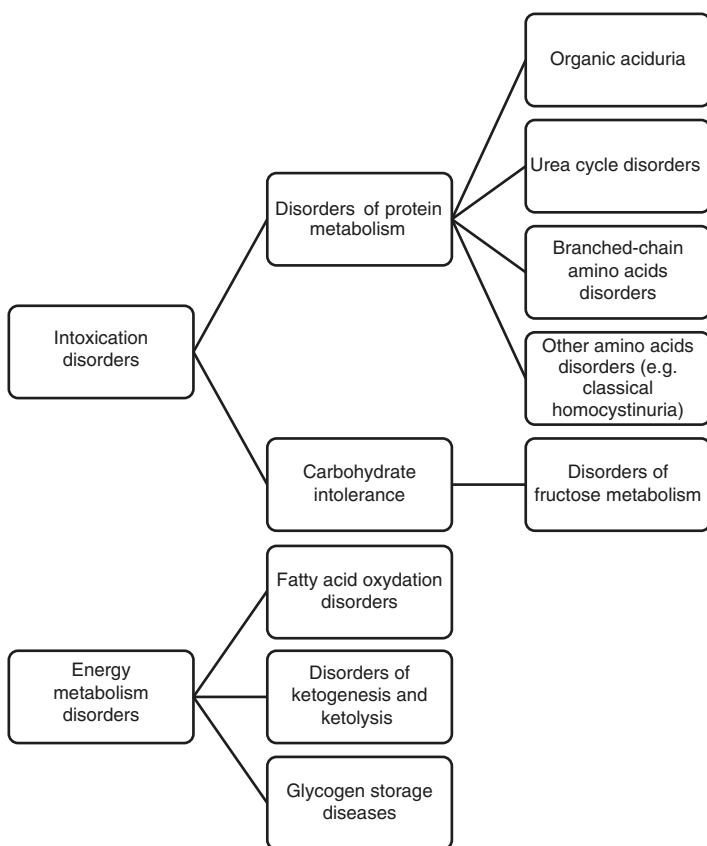 Organic aciduria
Urea cycle disorders
Disorders of protein
metabolism
Branched-chain
amino acids
disorders
Intoxication
disorders
Other amino acids
disorders (e.g.
classical
homocystinuria)
Carbohydrate
intolerance
Disorders of
fructose metabolism
Fatty acid oxydation
disorders
Energy
metabolism
disorders
Disorders of
ketogenesis and
ketolysis
Glycogen storage
diseases